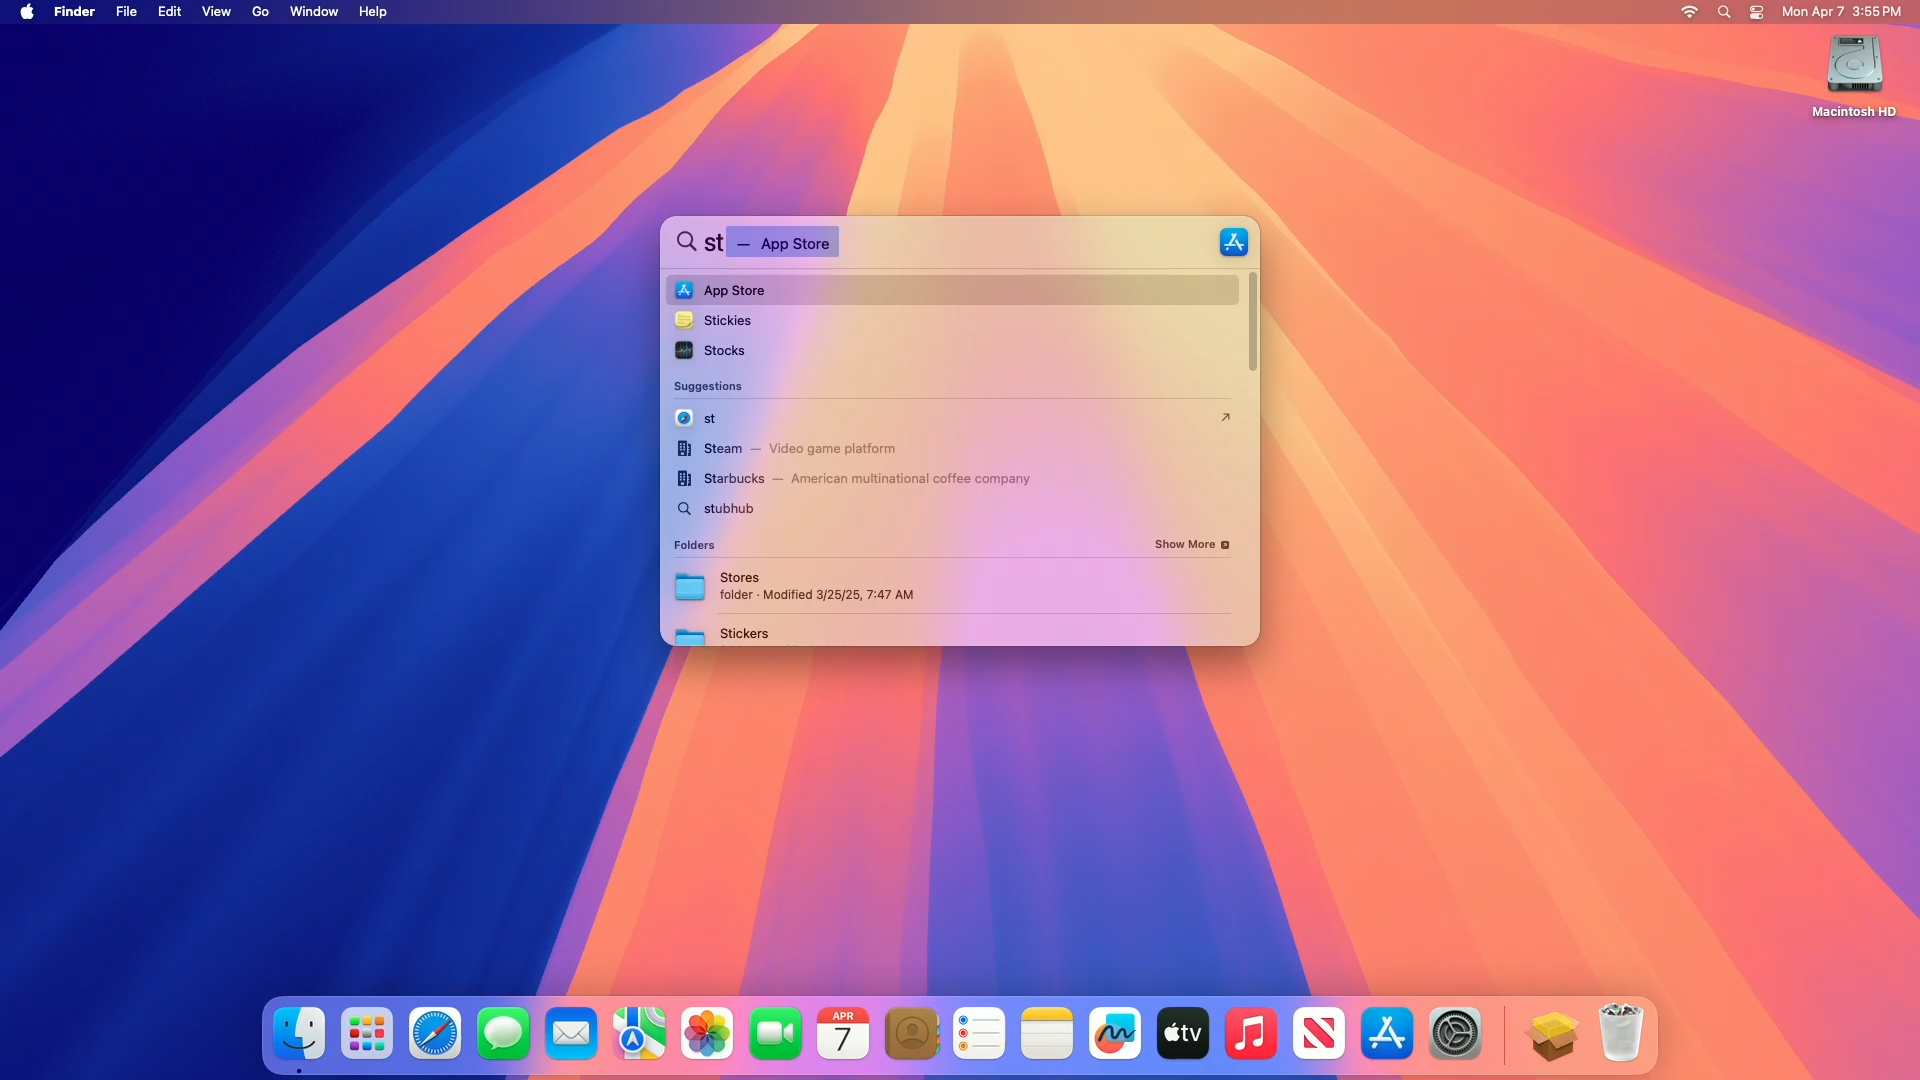 Finder File Edit View Go Window Help
Mon Apr 7 3:55 PM
Macintosh HD
st — App Store
App Store
Stickies
Stocks
Suggestions
st
Steam — Video game platform
Starbucks — American multinational coffee company
stubhub
Folders
Show More
Stores
folder · Modified 3/25/25, 7:47 AM
Stickers
APR
7
tv